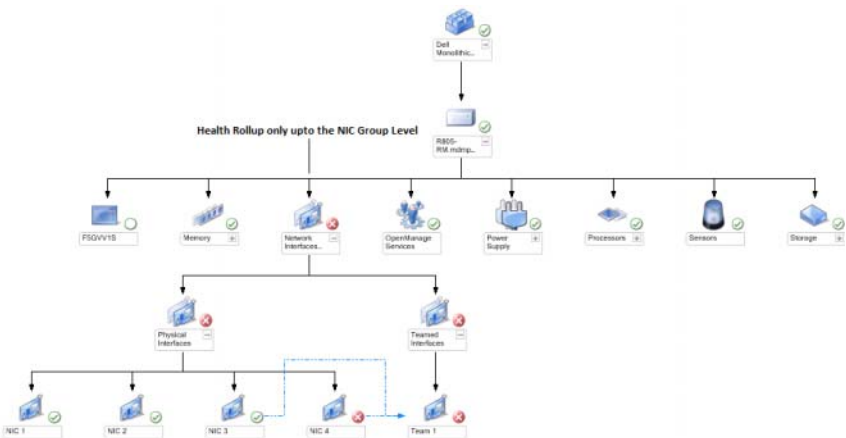 Dell
Monolithic...
Health Rollup only upto the NIC Group Level
R805-
RM.mdmp...
FSGVV1S
Memory
Network
Interfaces...
OpenManage
Services
Power
Supply
Processors
Sensors
Storage
Physical
Interfaces
Teamed
Interfaces
NIC 1
NIC 2
NIC 3
NIC 4
Team 1